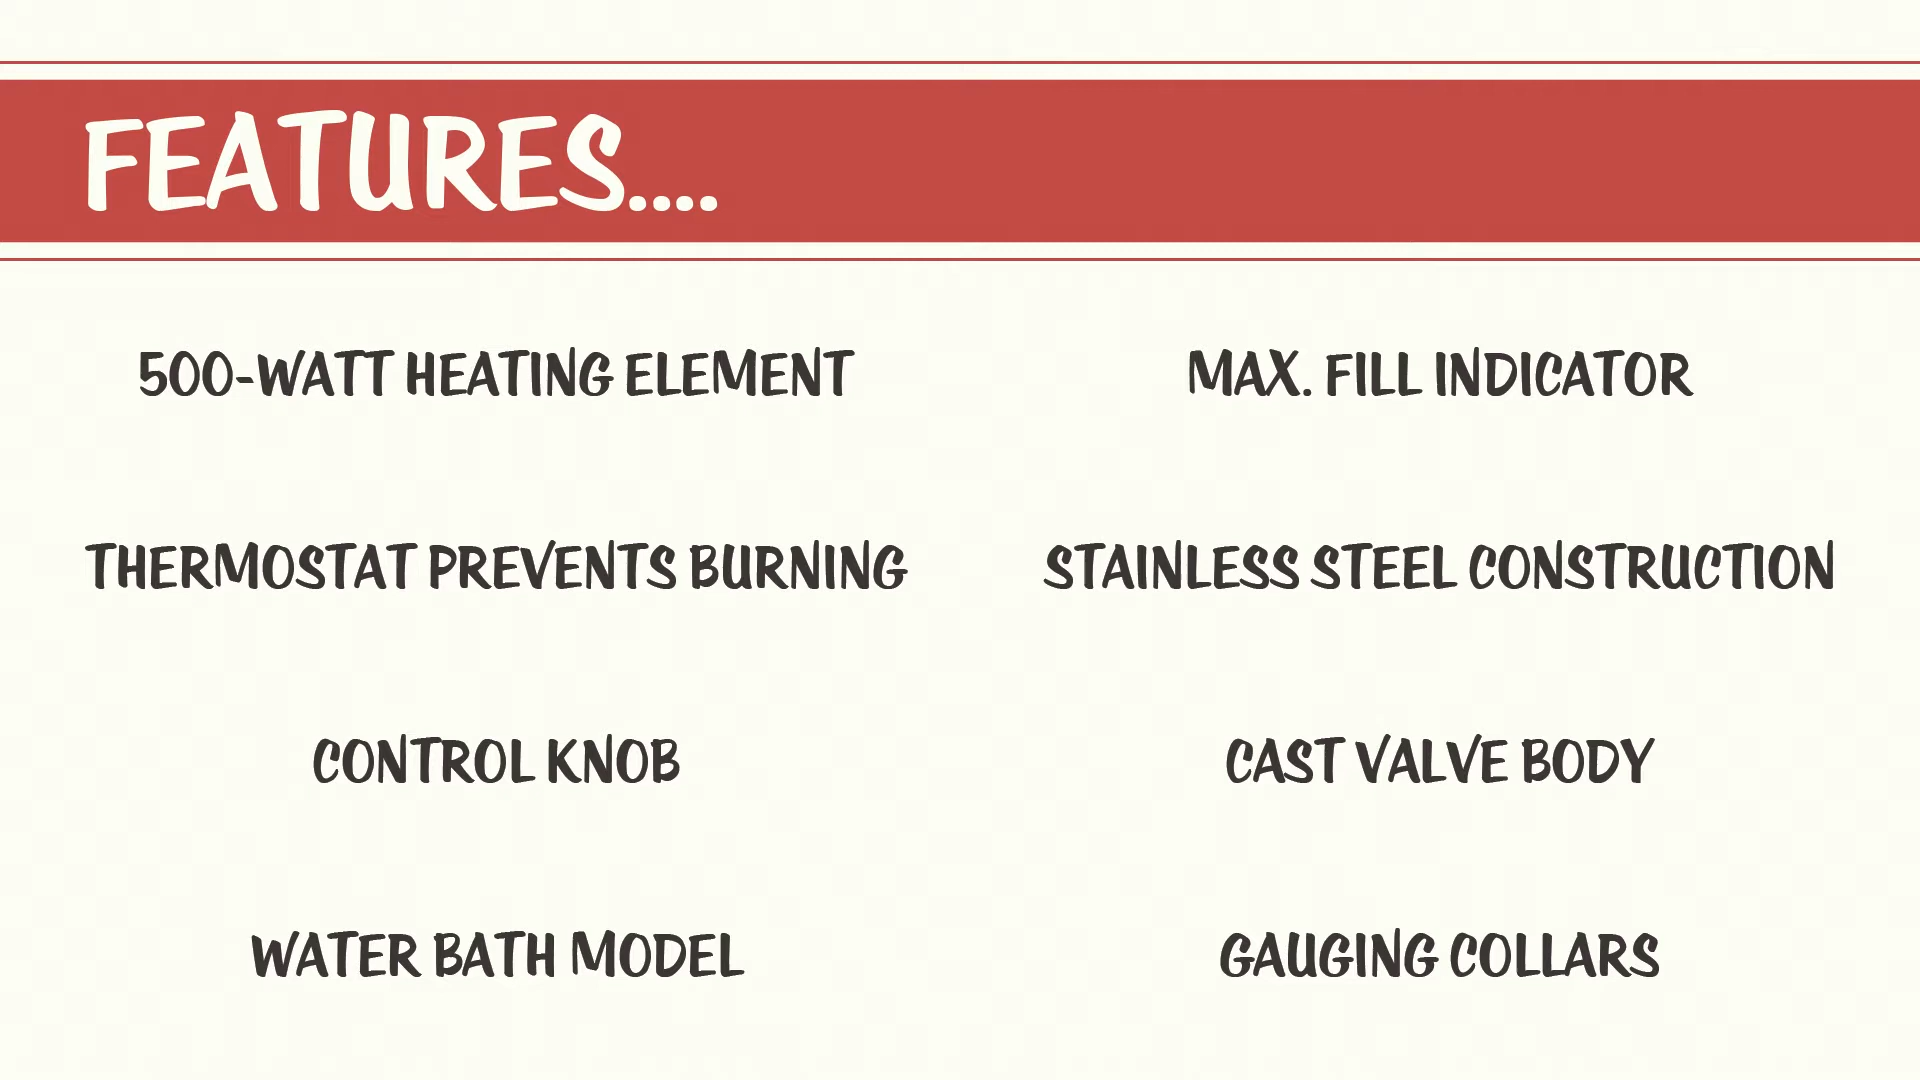 FEATURES....
500-WATT HEATING ELEMENT
THERMOSTAT PREVENTS BURNING
CONTROL KNOB
WATER BATH MODEL
MAX. FILL INDICATOR
STAINLESS STEEL CONSTRUCTION
CAST VALVE BODY
GAUGING COLLARS